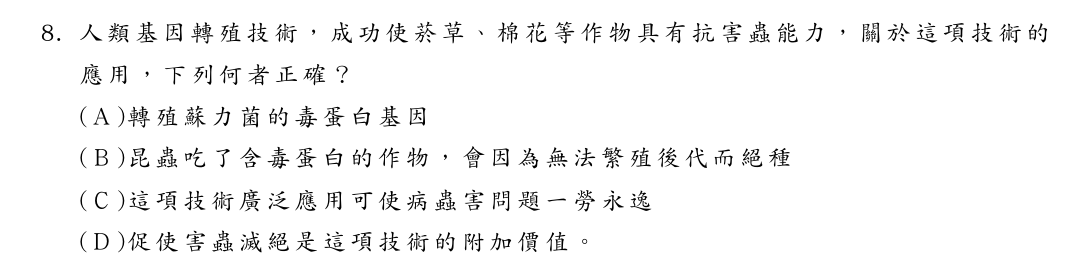 8. 人類基因轉殖技術，成功使菸草、棉花等作物具有抗害蟲能力，關於這項技術的
應用，下列何者正確？
(A)轉殖蘇力菌的毒蛋白基因
(B)昆蟲吃了含毒蛋白的作物，會因為無法繁殖後代而絕種
(C)這項技術廣泛應用可使病蟲害問題一勞永逸
(D)促使害蟲滅絕是這項技術的附加價值。